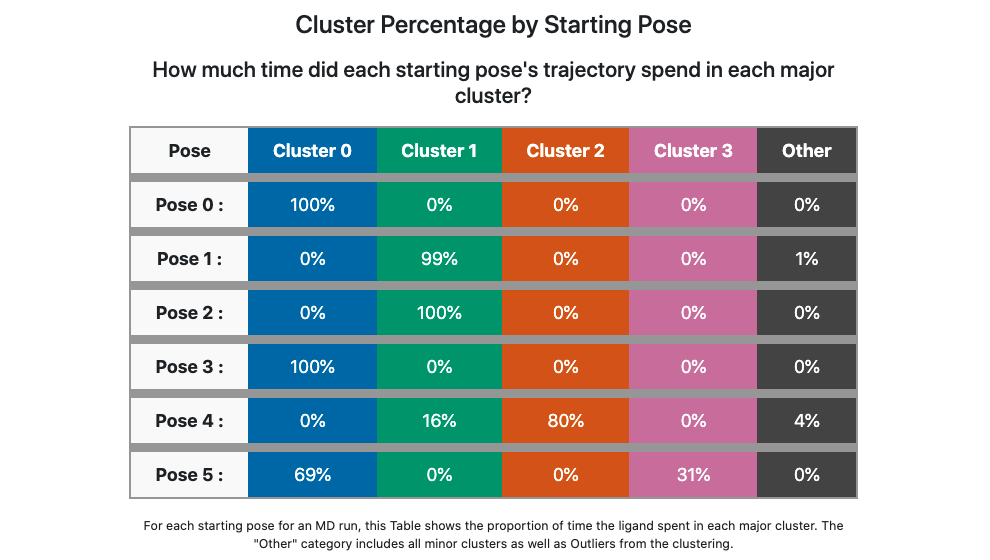 Cluster Percentage by Starting Pose
How much time did each starting pose's trajectory spend in each major
cluster?
Pose Cluster 0 Cluster 1 Cluster 2 Cluster 3 Other
Pose 0 : 100% 0% 0% 0% 0%
Pose 1 : 0% 99% 0% 0% 1%
Pose 2 : 0% 100% 0% 0% 0%
Pose 3 : 100% 0% 0% 0% 0%
Pose 4 : 0% 16% 80% 0% 4%
Pose 5 : 69% 0% 0% 31% 0%
For each starting pose for an MD run, this Table shows the proportion of time the ligand spent in each major cluster. The
"Other" category includes all minor clusters as well as Outliers from the clustering.